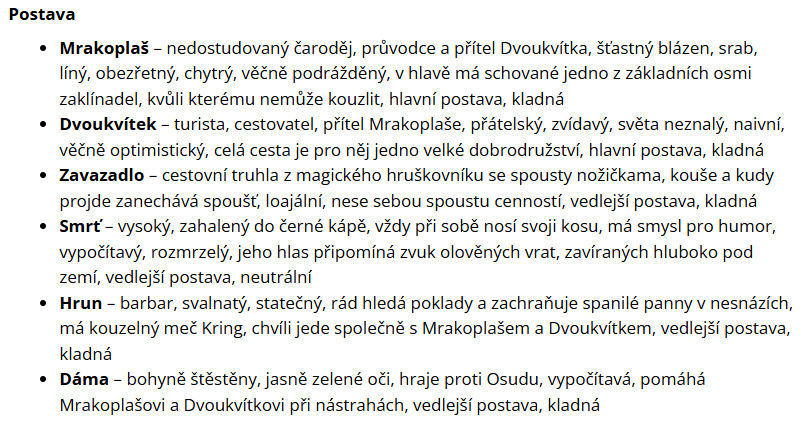 Postava
• Mrakoplaš – nedostudovaný čaroděj, průvodce a přítel Dvoukvítka, šťastný blázen, srab,
líný, obezřetný, chytrý, věčně podrážděný, v hlavě má schované jedno z základních osmi
zaklínadel, kvůli kterému nemůže kouzlit, hlavní postava, kladná
• Dvoukvítek – turista, cestovatel, přítel Mrakoplaše, přátelský, zvídavý, světa neznalý, naivní,
věčně optimistický, celá cesta je pro něj jedno velké dobrodružství, hlavní postava, kladná
• Zavazadlo – cestovní truhla z magického hruškovníku se spousty nožičkama, kouše a kudy
projde zanechává spoušť, loajální, nese sebou spoustu cenností, vedlejší postava, kladná
• Smrť – vysoký, zahalený do černé kápě, vždy při sobě nosí svoji kosu, má smysl pro humor,
vypočítavý, rozmrzelý, jeho hlas připomíná zvuk olověných vrat, zavíraných hluboko pod
zemí, vedlejší postava, neutrální
• Hrun – barbar, svalnatý, statečný, rád hledá poklady a zachraňuje spanilé panny v nesnázích,
má kouzelný meč Kring, chvíli jede společně s Mrakoplašem a Dvoukvítkem, vedlejší postava,
kladná
• Dáma – bohyně štěstěny, jasně zelené oči, hraje proti Osudu, vypočítavá, pomáhá
Mrakoplašovi a Dvoukvítkovi při nástrahách, vedlejší postava, kladná